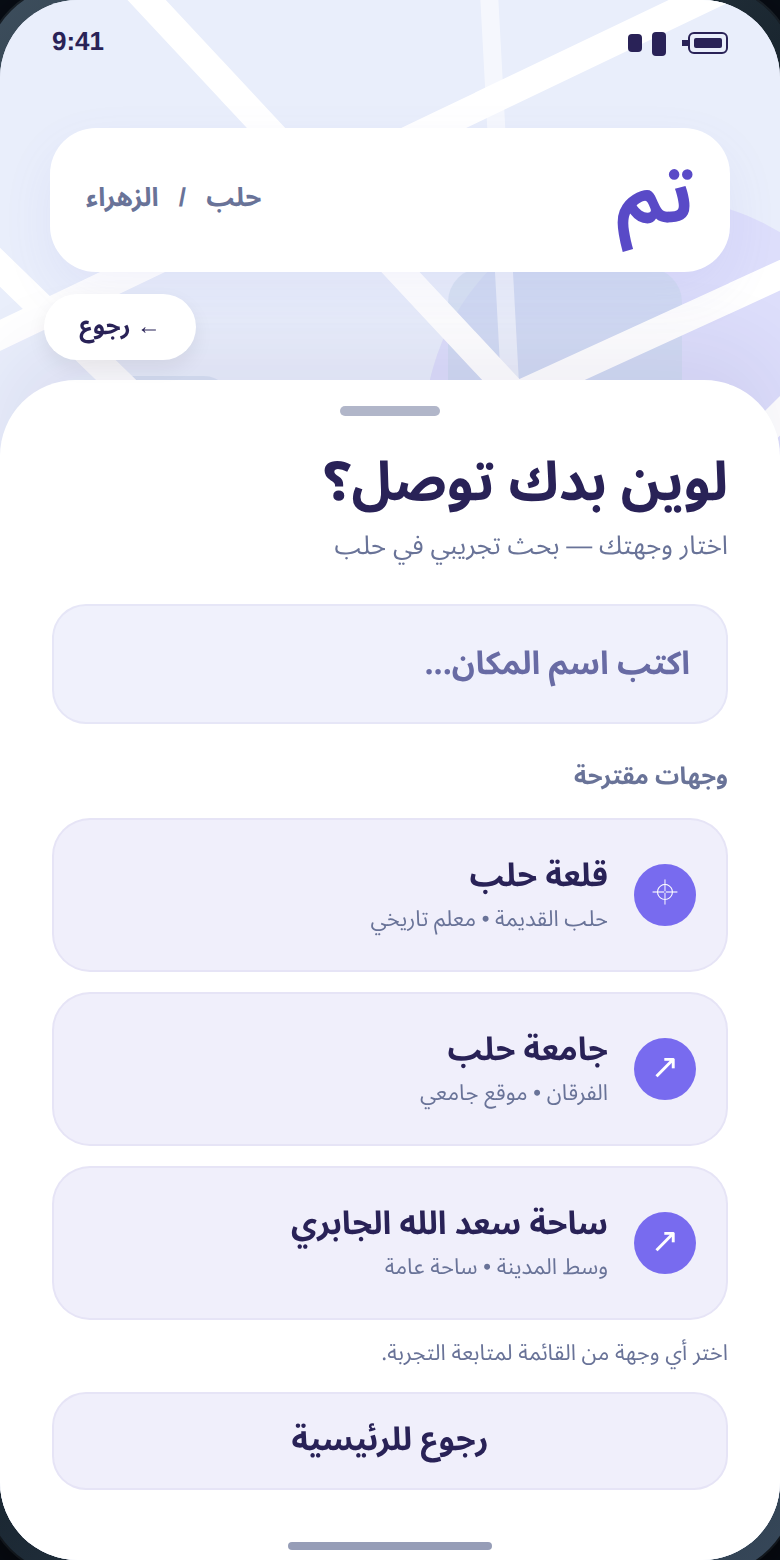 9:41
تم
حلب / الزهراء
← رجوع
لوين بدك توصل؟
اختار وجهتك — بحث تجريبي في حلب
اكتب اسم المكان...
وجهات مقترحة
قلعة حلب
حلب القديمة • معلم تاريخي
جامعة حلب
الفرقان • موقع جامعي
ساحة سعد الله الجابري
وسط المدينة • ساحة عامة
اختر أي وجهة من القائمة لمتابعة التجربة.
رجوع للرئيسية